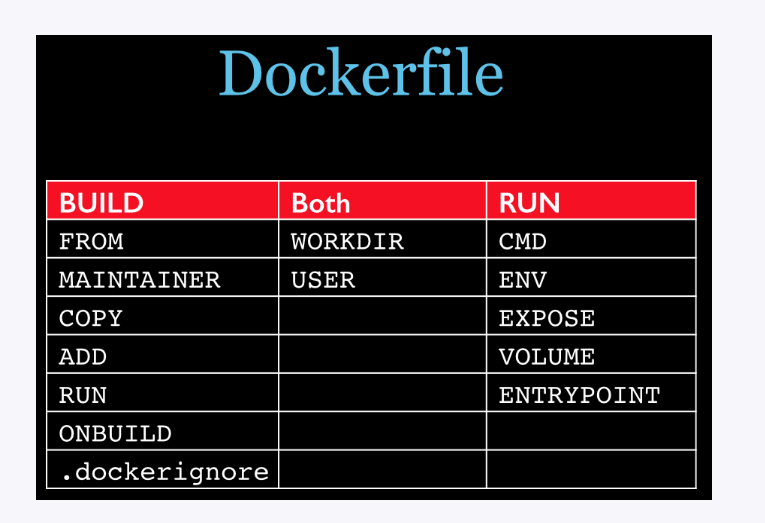 Dockerfile
BUILD Both RUN
FROM WORKDIR CMD
MAINTAINER USER ENV
COPY EXPOSE
ADD VOLUME
RUN ENTRYPOINT
ONBUILD
.dockerignore